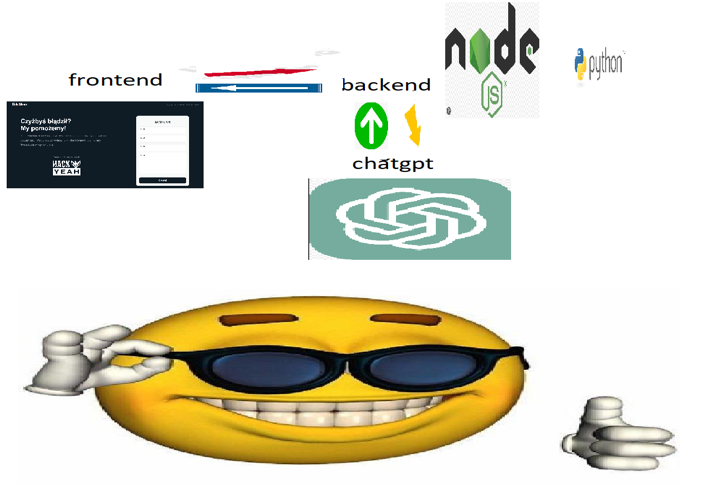 node
JS
python
frontend
backend
Czyżbyś błądził?
My pomożemy!
HACK
YEAH
chatgpt